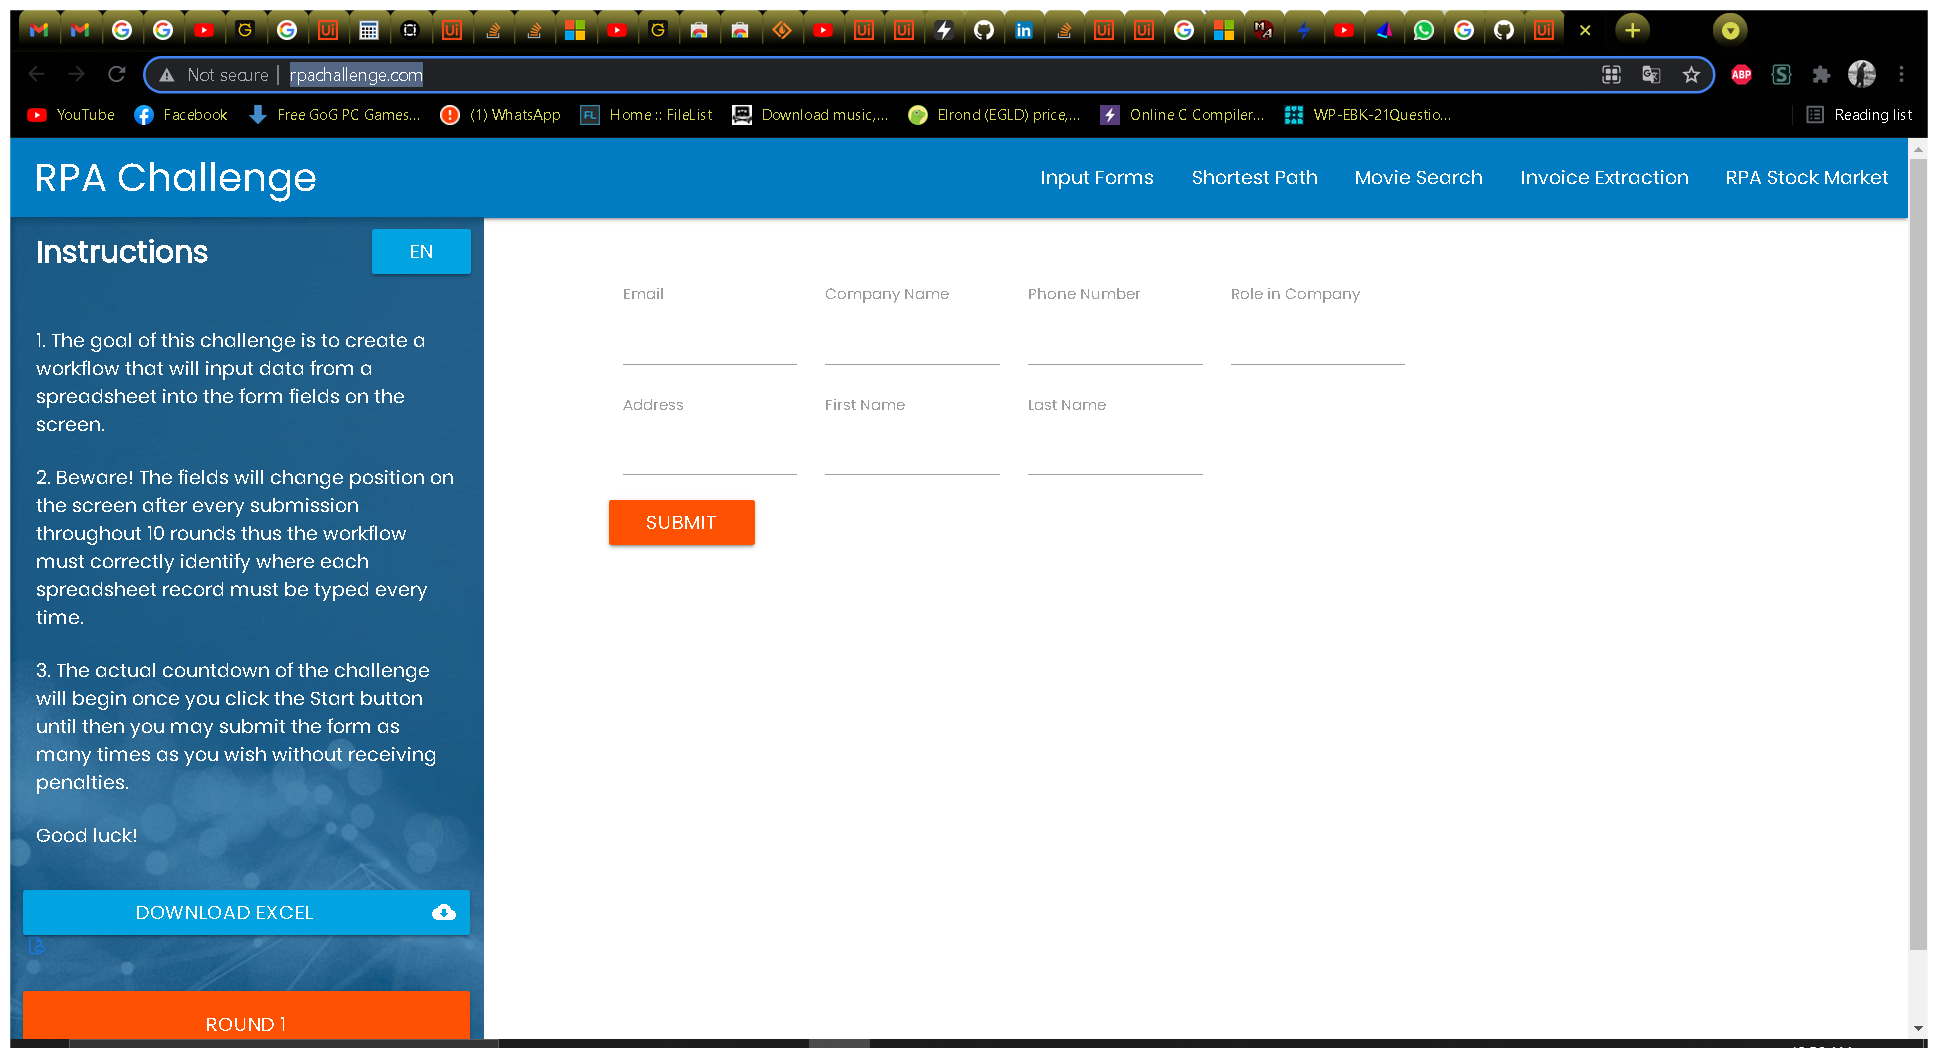 Not secure | rpachallenge.com
ABP
YouTube Facebook Free GoG PC Games... (1) WhatsApp FL Home :: FileList Download music,... Elrond (EGLD) price,... Online C Compiler... WP-EBK-21Questio... Reading list
RPA Challenge
Input Forms Shortest Path Movie Search Invoice Extraction RPA Stock Market
Instructions
EN
1. The goal of this challenge is to create a
workflow that will input data from a
spreadsheet into the form fields on the
screen.
2. Beware! The fields will change position on
the screen after every submission
throughout 10 rounds thus the workflow
must correctly identify where each
spreadsheet record must be typed every
time.
3. The actual countdown of the challenge
will begin once you click the Start button
until then you may submit the form as
many times as you wish without receiving
penalties.
Good luck!
DOWNLOAD EXCEL
ROUND 1
Email Company Name Phone Number Role in Company
Address First Name Last Name
SUBMIT